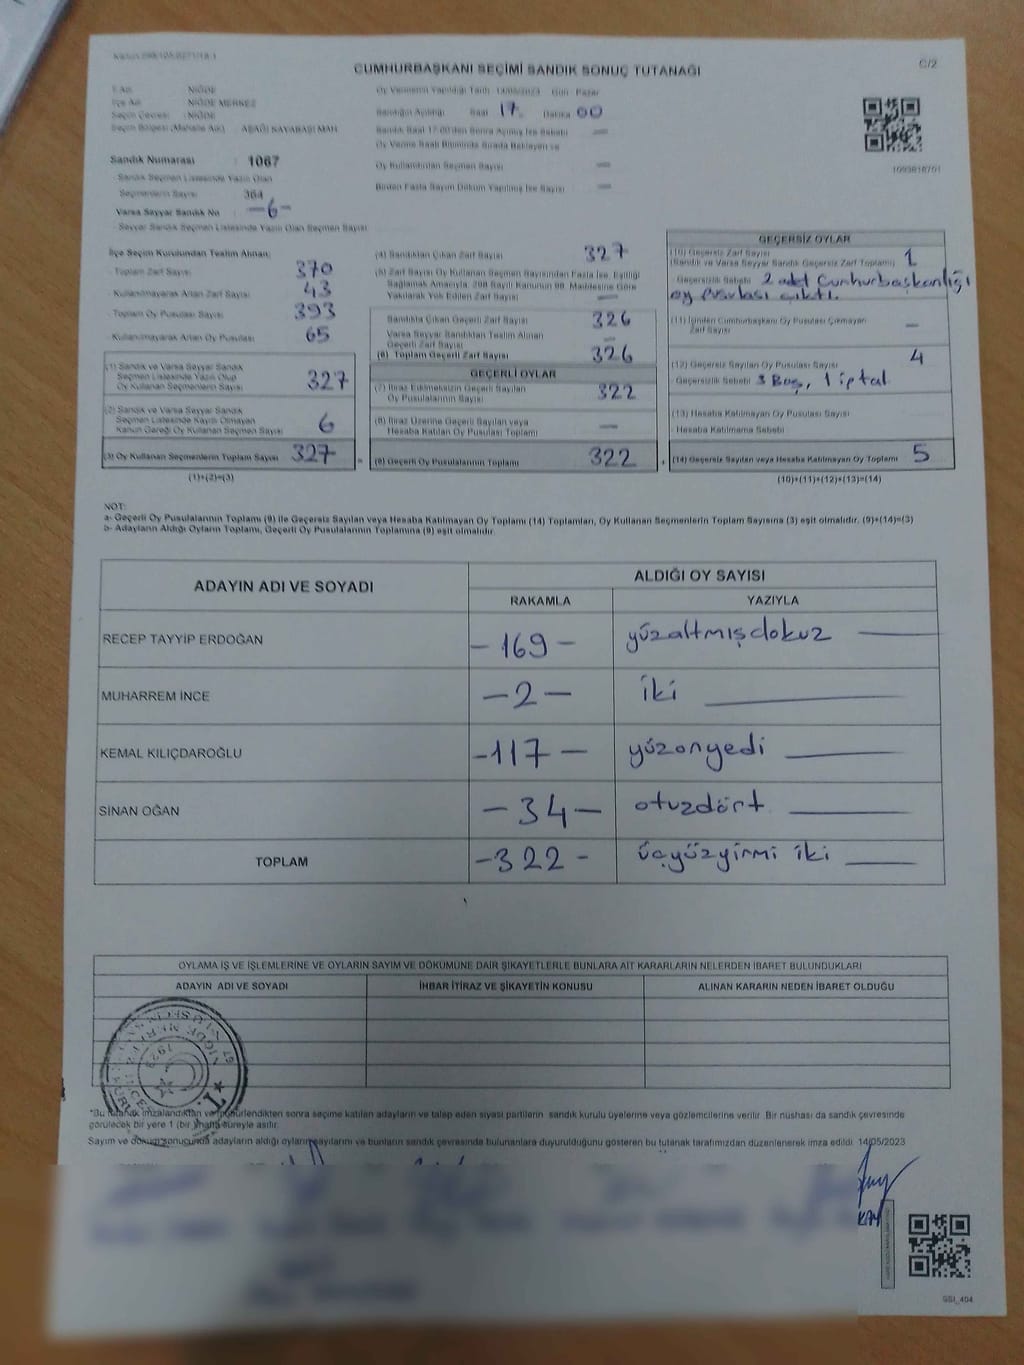 C/2
CUMHURBAŞKANI SEÇİMİ SANDIK SONUÇ TUTANAĞI
İl Adı : NİĞDE
İlçe Adı : NİĞDE MERKEZ
Seçim Çevresi : NİĞDE
Seçim Bölgesi (Mahalle Adı) : AŞAĞI KAYABAŞI MAH
Sandık Numarası : 1067
Sandık Seçmen Listesinde Yazılı Olan
Seçmenlerin Sayısı : 364
Varsa Seyyar Sandık No : -6-
Seyyar Sandık Seçmen Listesinde Yazılı Olan Seçmen Sayısı
Oy Vermenin Yapıldığı Tarih : 14/05/2023 Gün : Pazar
Sandığın Açıldığı Saat 17. Dakika 00
Sandık Saat 17:00'den Sonra Açılmış İse Sebebi —
Oy Verme Saati Bitiminde Sırada Bekleyen ve
Oy Kullandırılan Seçmen Sayısı —
Birden Fazla Sayım Döküm Yapılmış İse Sayısı —
İlçe Seçim Kurulundan Teslim Alınan;
- Toplam Zarf Sayısı 370
- Kullanılmayarak Artan Zarf Sayısı 43
- Toplam Oy Pusulası Sayısı 393
- Kullanılmayarak Artan Oy Pusulası 65
(1) Sandık ve Varsa Seyyar Sandık
Seçmen Listesinde Yazılı Olup
Oy Kullanan Seçmenlerin Sayısı 327
(2) Sandık ve Varsa Seyyar Sandık
Seçmen Listesinde Kayıtlı Olmayan
Kanun Gereği Oy Kullanan Seçmen Sayısı 6
(3) Oy Kullanan Seçmenlerin Toplam Sayısı 327
(1)+(2)=(3)
(4) Sandıktan Çıkan Zarf Sayısı 327
(5) Zarf Sayısı Oy Kullanan Seçmen Sayısından Fazla İse, Eşitliği
Sağlamak Amacıyla, 298 Sayılı Kanunun 98. Maddesine Göre
Yakılarak Yok Edilen Zarf Sayısı —
Sandıkta Çıkan Geçerli Zarf Sayısı 326
Varsa Seyyar Sandıktan Teslim Alınan
Geçerli Zarf Sayısı —
(6) Toplam Geçerli Zarf Sayısı 326
GEÇERLİ OYLAR
(7) İtiraz Edilmeksizin Geçerli Sayılan
Oy Pusulalarının Sayısı 322
(8) İtiraz Üzerine Geçerli Sayılan veya
Hesaba Katılan Oy Pusulası Toplamı —
(9) Geçerli Oy Pusulalarının Toplamı 322
GEÇERSİZ OYLAR
(10) Geçersiz Zarf Sayısı 1
(Sandık ve Varsa Seyyar Sandık Geçersiz Zarf Toplamı)
Geçersizlik Sebebi : 2 adet Cumhurbaşkanlığı
oy pusulası çıktı.
(11) İçinden Cumhurbaşkanı Oy Pusulası Çıkmayan
Zarf Sayısı —
(12) Geçersiz Sayılan Oy Pusulası Sayısı 4
Geçersizlik Sebebi : 3 Boş, 1 iptal
(13) Hesaba Katılmayan Oy Pusulası Sayısı
- Hesaba Katılmama Sebebi :
(14) Geçersiz Sayılan veya Hesaba Katılmayan Oy Toplamı 5
(10)+(11)+(12)+(13)=(14)
NOT:
a- Geçerli Oy Pusulalarının Toplamı (9) ile Geçersiz Sayılan veya Hesaba Katılmayan Oy Toplamı (14) Toplamları, Oy Kullanan Seçmenlerin Toplam Sayısına (3) eşit olmalıdır. (9)+(14)=(3)
b- Adayların Aldığı Oyların Toplamı, Geçerli Oy Pusulalarının Toplamına (9) eşit olmalıdır.
ADAYIN ADI VE SOYADI
ALDIĞI OY SAYISI
RAKAMLA YAZIYLA
RECEP TAYYİP ERDOĞAN -169- yüzaltmışdokuz
MUHARREM İNCE -2- iki
KEMAL KILIÇDAROĞLU -117- yüzonyedi
SİNAN OĞAN -34- otuzdört
TOPLAM -322- üçyüzyirmi iki
OYLAMA İŞ VE İŞLEMLERİNE VE OYLARIN SAYIM VE DÖKÜMÜNE DAİR ŞİKAYETLERLE BUNLARA AİT KARARLARIN NELERDEN İBARET BULUNDUKLARI
ADAYIN ADI VE SOYADI İHBAR İTİRAZ VE ŞİKAYETİN KONUSU ALINAN KARARIN NEDEN İBARET OLDUĞU
*Bu tutanak imzalandıktan ve mühürlendikten sonra seçime katılan adayların ve talep eden siyasi partilerin sandık kurulu üyelerine veya gözlemcilerine verilir. Bir nüshası da sandık çevresinde
görülecek bir yere 1 (bir) hafta süreyle asılır.
Sayım ve döküm sonucunda adayların aldığı oyların sayılarını ve bunların sandık çevresinde bulunanlara duyurulduğunu gösteren bu tutanak tarafımızdan düzenlenerek imza edildi. 14/05/2023
SSI_404